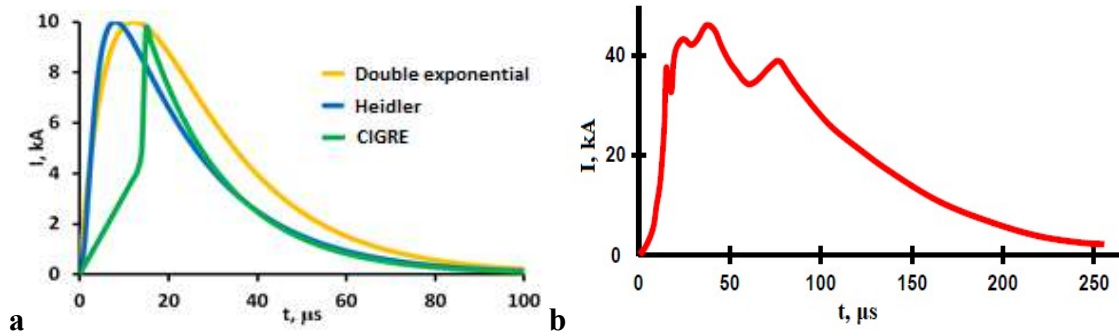 10
8
6
4
2
0
I, kA
Double exponential
Heidler
CIGRE
0 20 40 60 80 100
t, μs
a
40
20
0
I, kA
0 50 100 150 200 250
t, μs
b